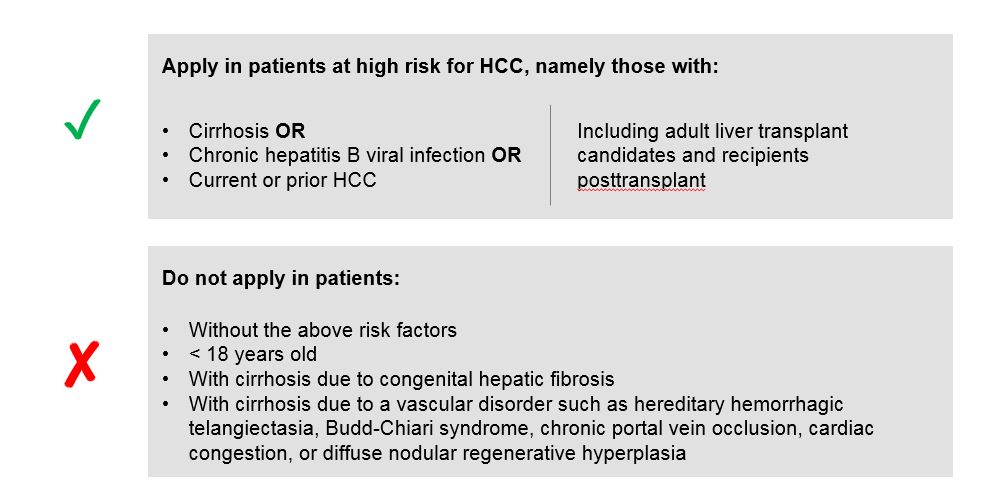 Apply in patients at high risk for HCC, namely those with:
• Cirrhosis OR
• Chronic hepatitis B viral infection OR
• Current or prior HCC
Including adult liver transplant
candidates and recipients
posttransplant
Do not apply in patients:
• Without the above risk factors
• < 18 years old
• With cirrhosis due to congenital hepatic fibrosis
• With cirrhosis due to a vascular disorder such as hereditary hemorrhagic
telangiectasia, Budd-Chiari syndrome, chronic portal vein occlusion, cardiac
congestion, or diffuse nodular regenerative hyperplasia